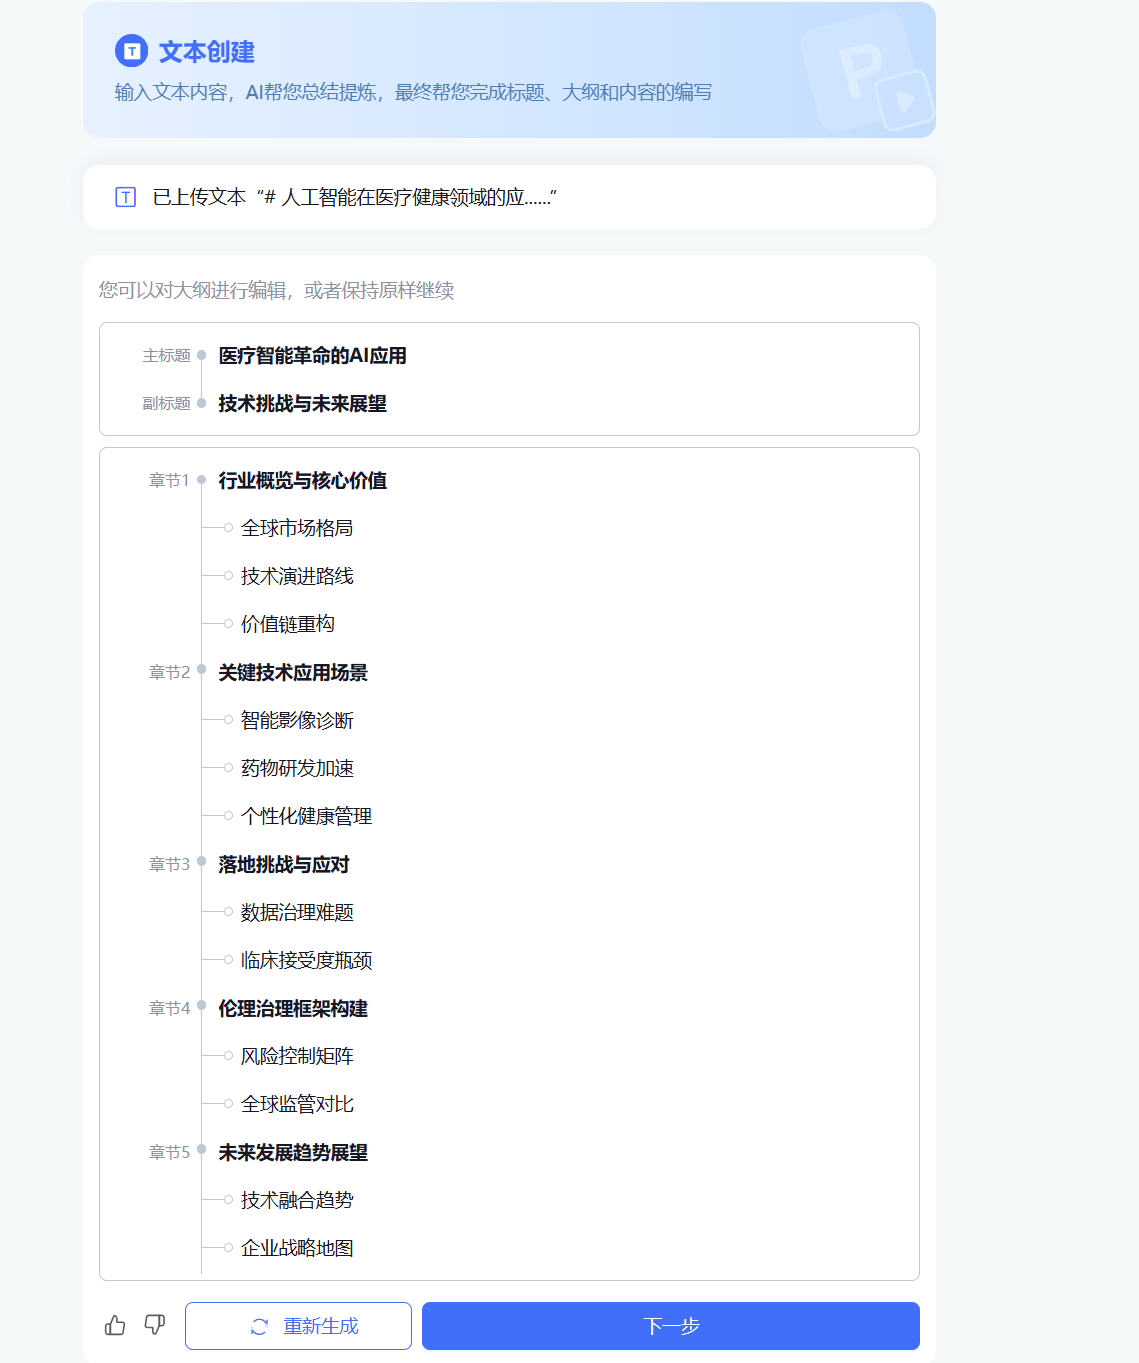 文本创建
输入文本内容，AI帮您总结提炼，最终帮您完成标题、大纲和内容的编写
已上传文本“# 人工智能在医疗健康领域的应......”
您可以对大纲进行编辑，或者保持原样继续
主标题 医疗智能革命的AI应用
副标题 技术挑战与未来展望
章节1 行业概览与核心价值
全球市场格局
技术演进路线
价值链重构
章节2 关键技术应用场景
智能影像诊断
药物研发加速
个性化健康管理
章节3 落地挑战与应对
数据治理难题
临床接受度瓶颈
章节4 伦理治理框架构建
风险控制矩阵
全球监管对比
章节5 未来发展趋势展望
技术融合趋势
企业战略地图
重新生成 下一步